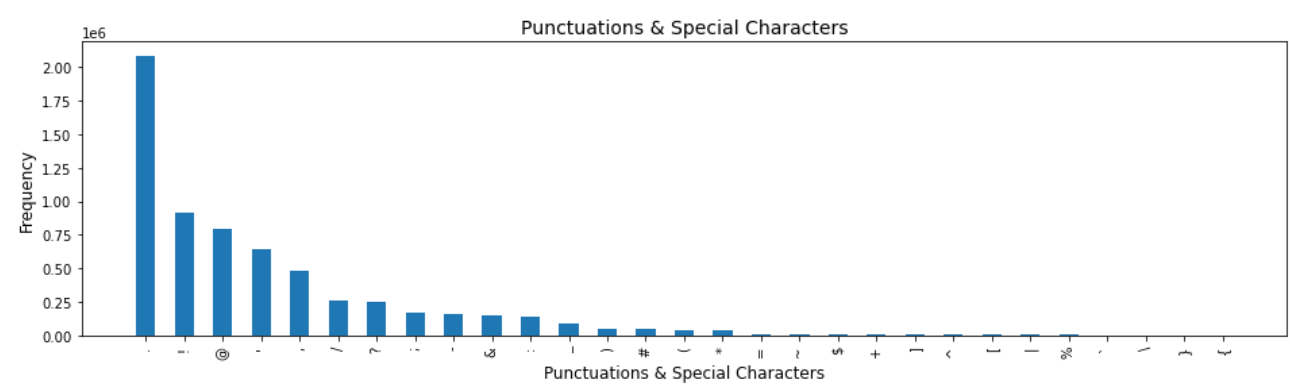 Punctuations & Special Characters
1e6
2.00
1.75
1.50
1.25
1.00
0.75
0.50
0.25
0.00
Frequency
. ! @ ' , / ? ; - & : _ ) # ( * = ~ $ + ] ^ [ | % ` \ } {
Punctuations & Special Characters